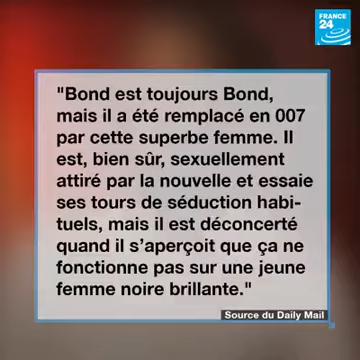 FRANCE
24
"Bond est toujours Bond,
mais il a été remplacé en 007
par cette superbe femme. Il
est, bien sûr, sexuellement
attiré par la nouvelle et essaie
ses tours de séduction habi-
tuels, mais il est déconcerté
quand il s’aperçoit que ça ne
fonctionne pas sur une jeune
femme noire brillante."
Source du Daily Mail